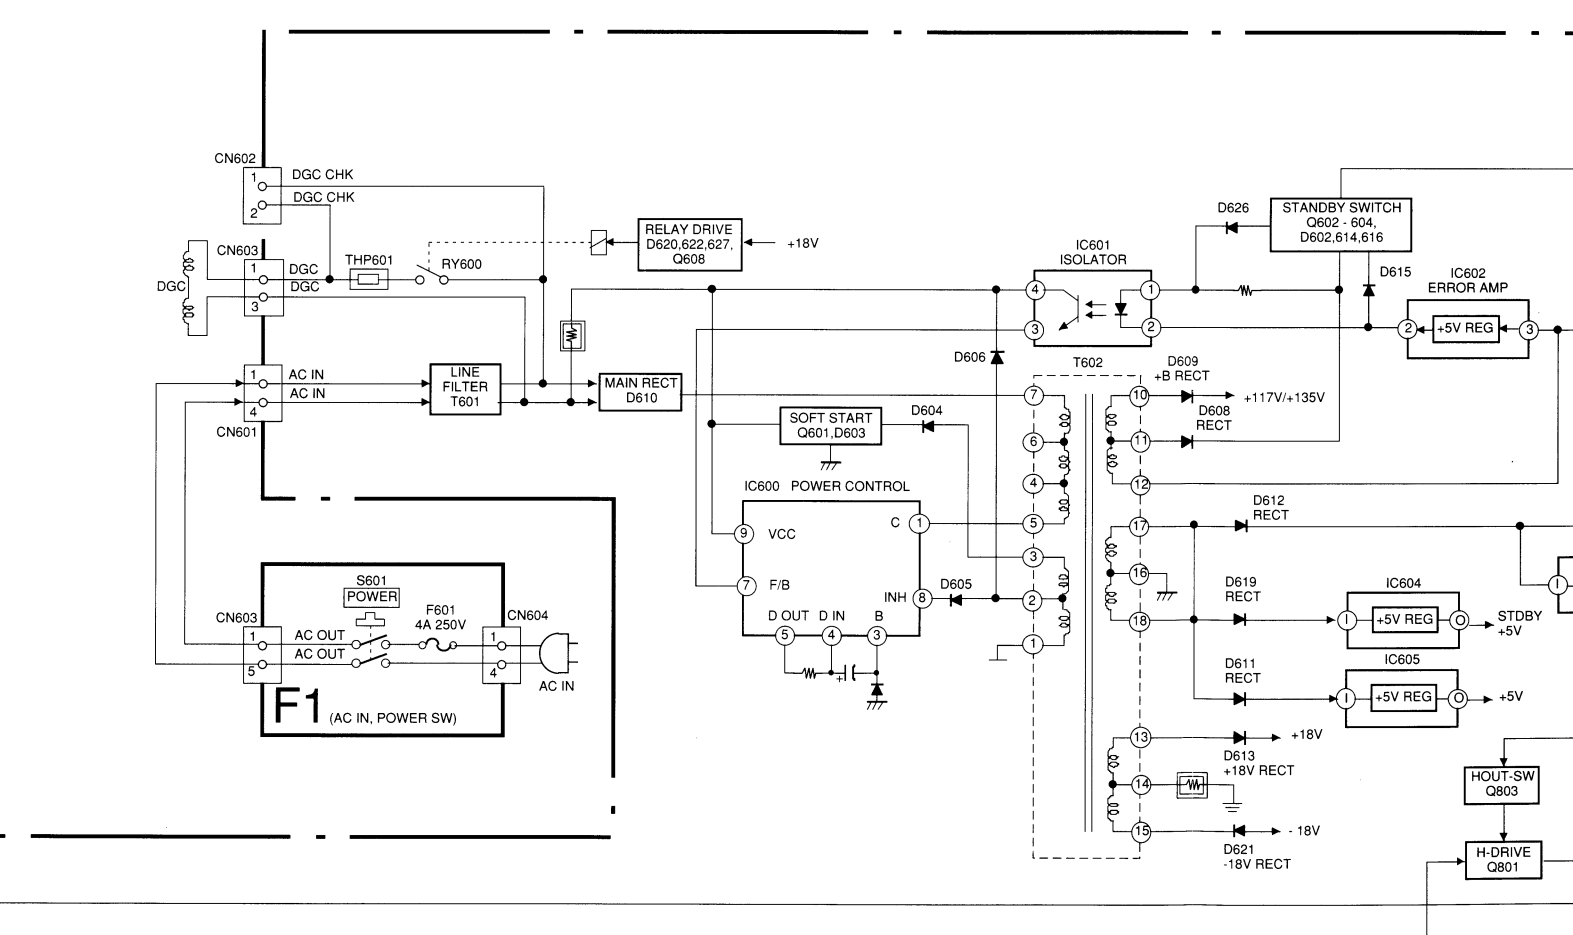 CN602
1
DGC CHK
DGC CHK
2
CN603
1
DGC
THP601
RY600
DGC
DGC
3
RELAY DRIVE
D620,622,627,
Q608
+18V
D626
STANDBY SWITCH
Q602 - 604,
D602,614,616
IC601
ISOLATOR
4
1
3
2
D615
IC602
ERROR AMP
2
+5V REG
3
1
AC IN
AC IN
4
CN601
LINE
FILTER
T601
MAIN RECT
D610
D606
T602
D609
+B RECT
7
10
+117V/+135V
D608
RECT
SOFT START
Q601,D603
D604
6
11
4
12
IC600 POWER CONTROL
C
1
5
9
VCC
D612
RECT
17
3
7
F/B
INH
8
D605
2
16
D OUT
D IN
B
5
4
3
1
18
D619
RECT
IC604
I
+5V REG
O
STDBY
+5V
I
D611
RECT
IC605
I
+5V REG
O
+5V
S601
POWER
F601
4A 250V
CN603
CN604
1
AC OUT
AC OUT
5
1
4
AC IN
F1 (AC IN, POWER SW)
13
+18V
D613
+18V RECT
14
15
- 18V
D621
-18V RECT
HOUT-SW
Q803
H-DRIVE
Q801